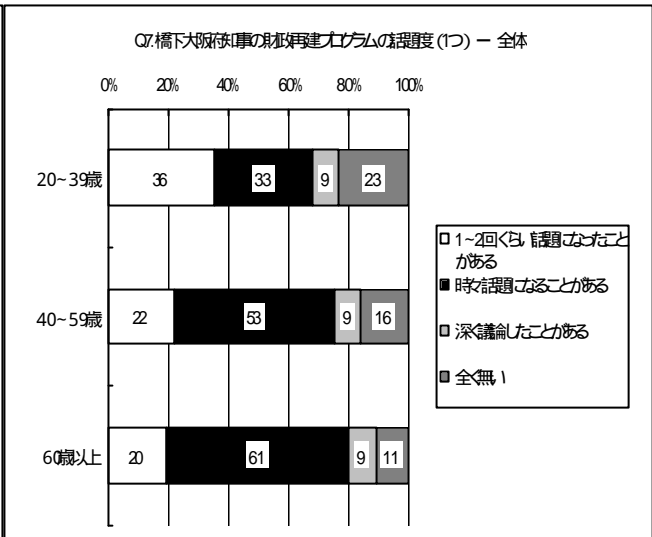 Q7.橋下大阪府知事の財政再建プログラムの話題度(1つ) － 全体
0% 20% 40% 60% 80% 100%
20~39歳 36 33 9 23
40~59歳 22 53 9 16
60歳以上 20 61 9 11
1~2回くらい話題になったこと
がある
時々話題になることがある
深く議論したことがある
全く無い